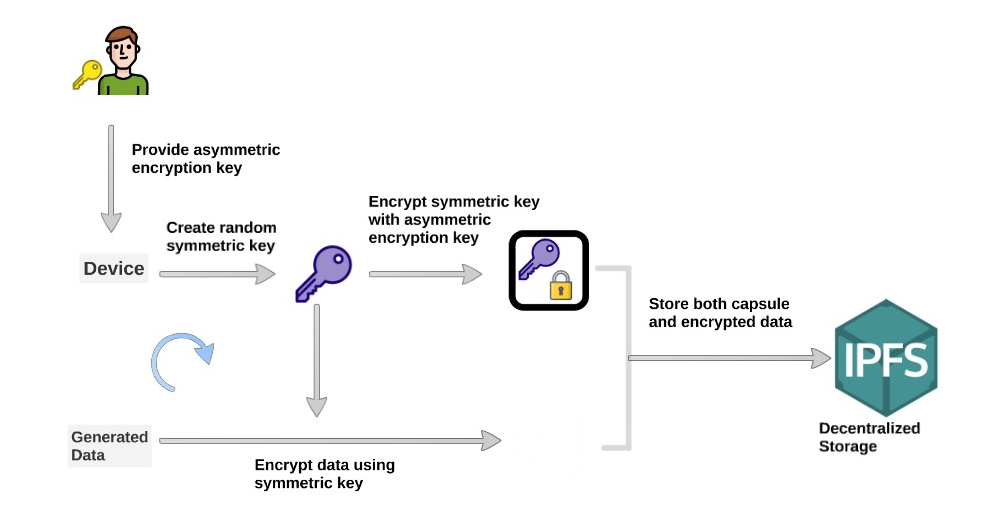 Provide asymmetric
encryption key
Encrypt symmetric key
with asymmetric
encryption key
Create random
symmetric key
Device
Store both capsule
and encrypted data
IPFS
Decentralized
Storage
Generated
Data
Encrypt data using
symmetric key